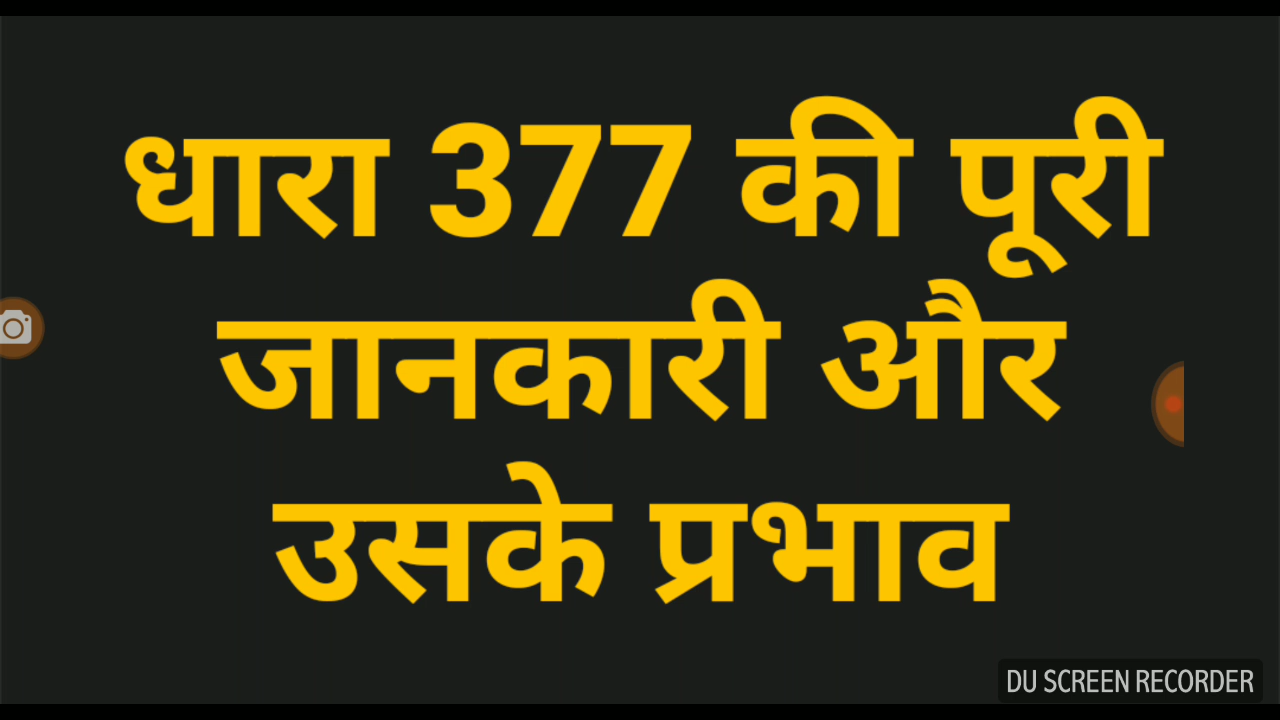 धारा 377 की पूरी
जानकारी और
उसके प्रभाव
DU SCREEN RECORDER